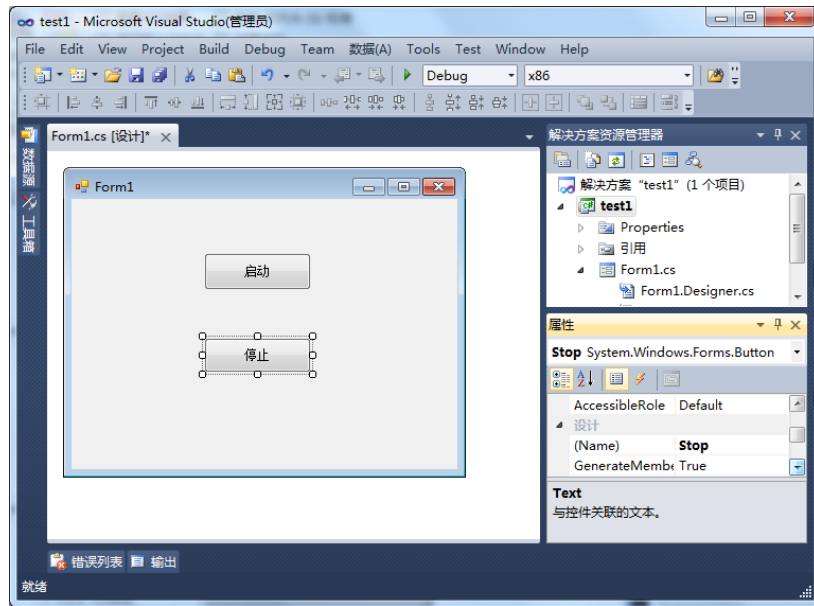 test1 - Microsoft Visual Studio(管理员)
File Edit View Project Build Debug Team 数据(A) Tools Test Window Help
Debug x86
Form1.cs [设计]* 
解决方案资源管理器
数据源
工具箱
Form1
启动
停止
解决方案 "test1" (1 个项目)
test1
Properties
引用
Form1.cs
Form1.Designer.cs
属性
Stop System.Windows.Forms.Button
AccessibleRole Default
设计
(Name) Stop
GenerateMembe True
Text
与控件关联的文本。
错误列表 输出
就绪